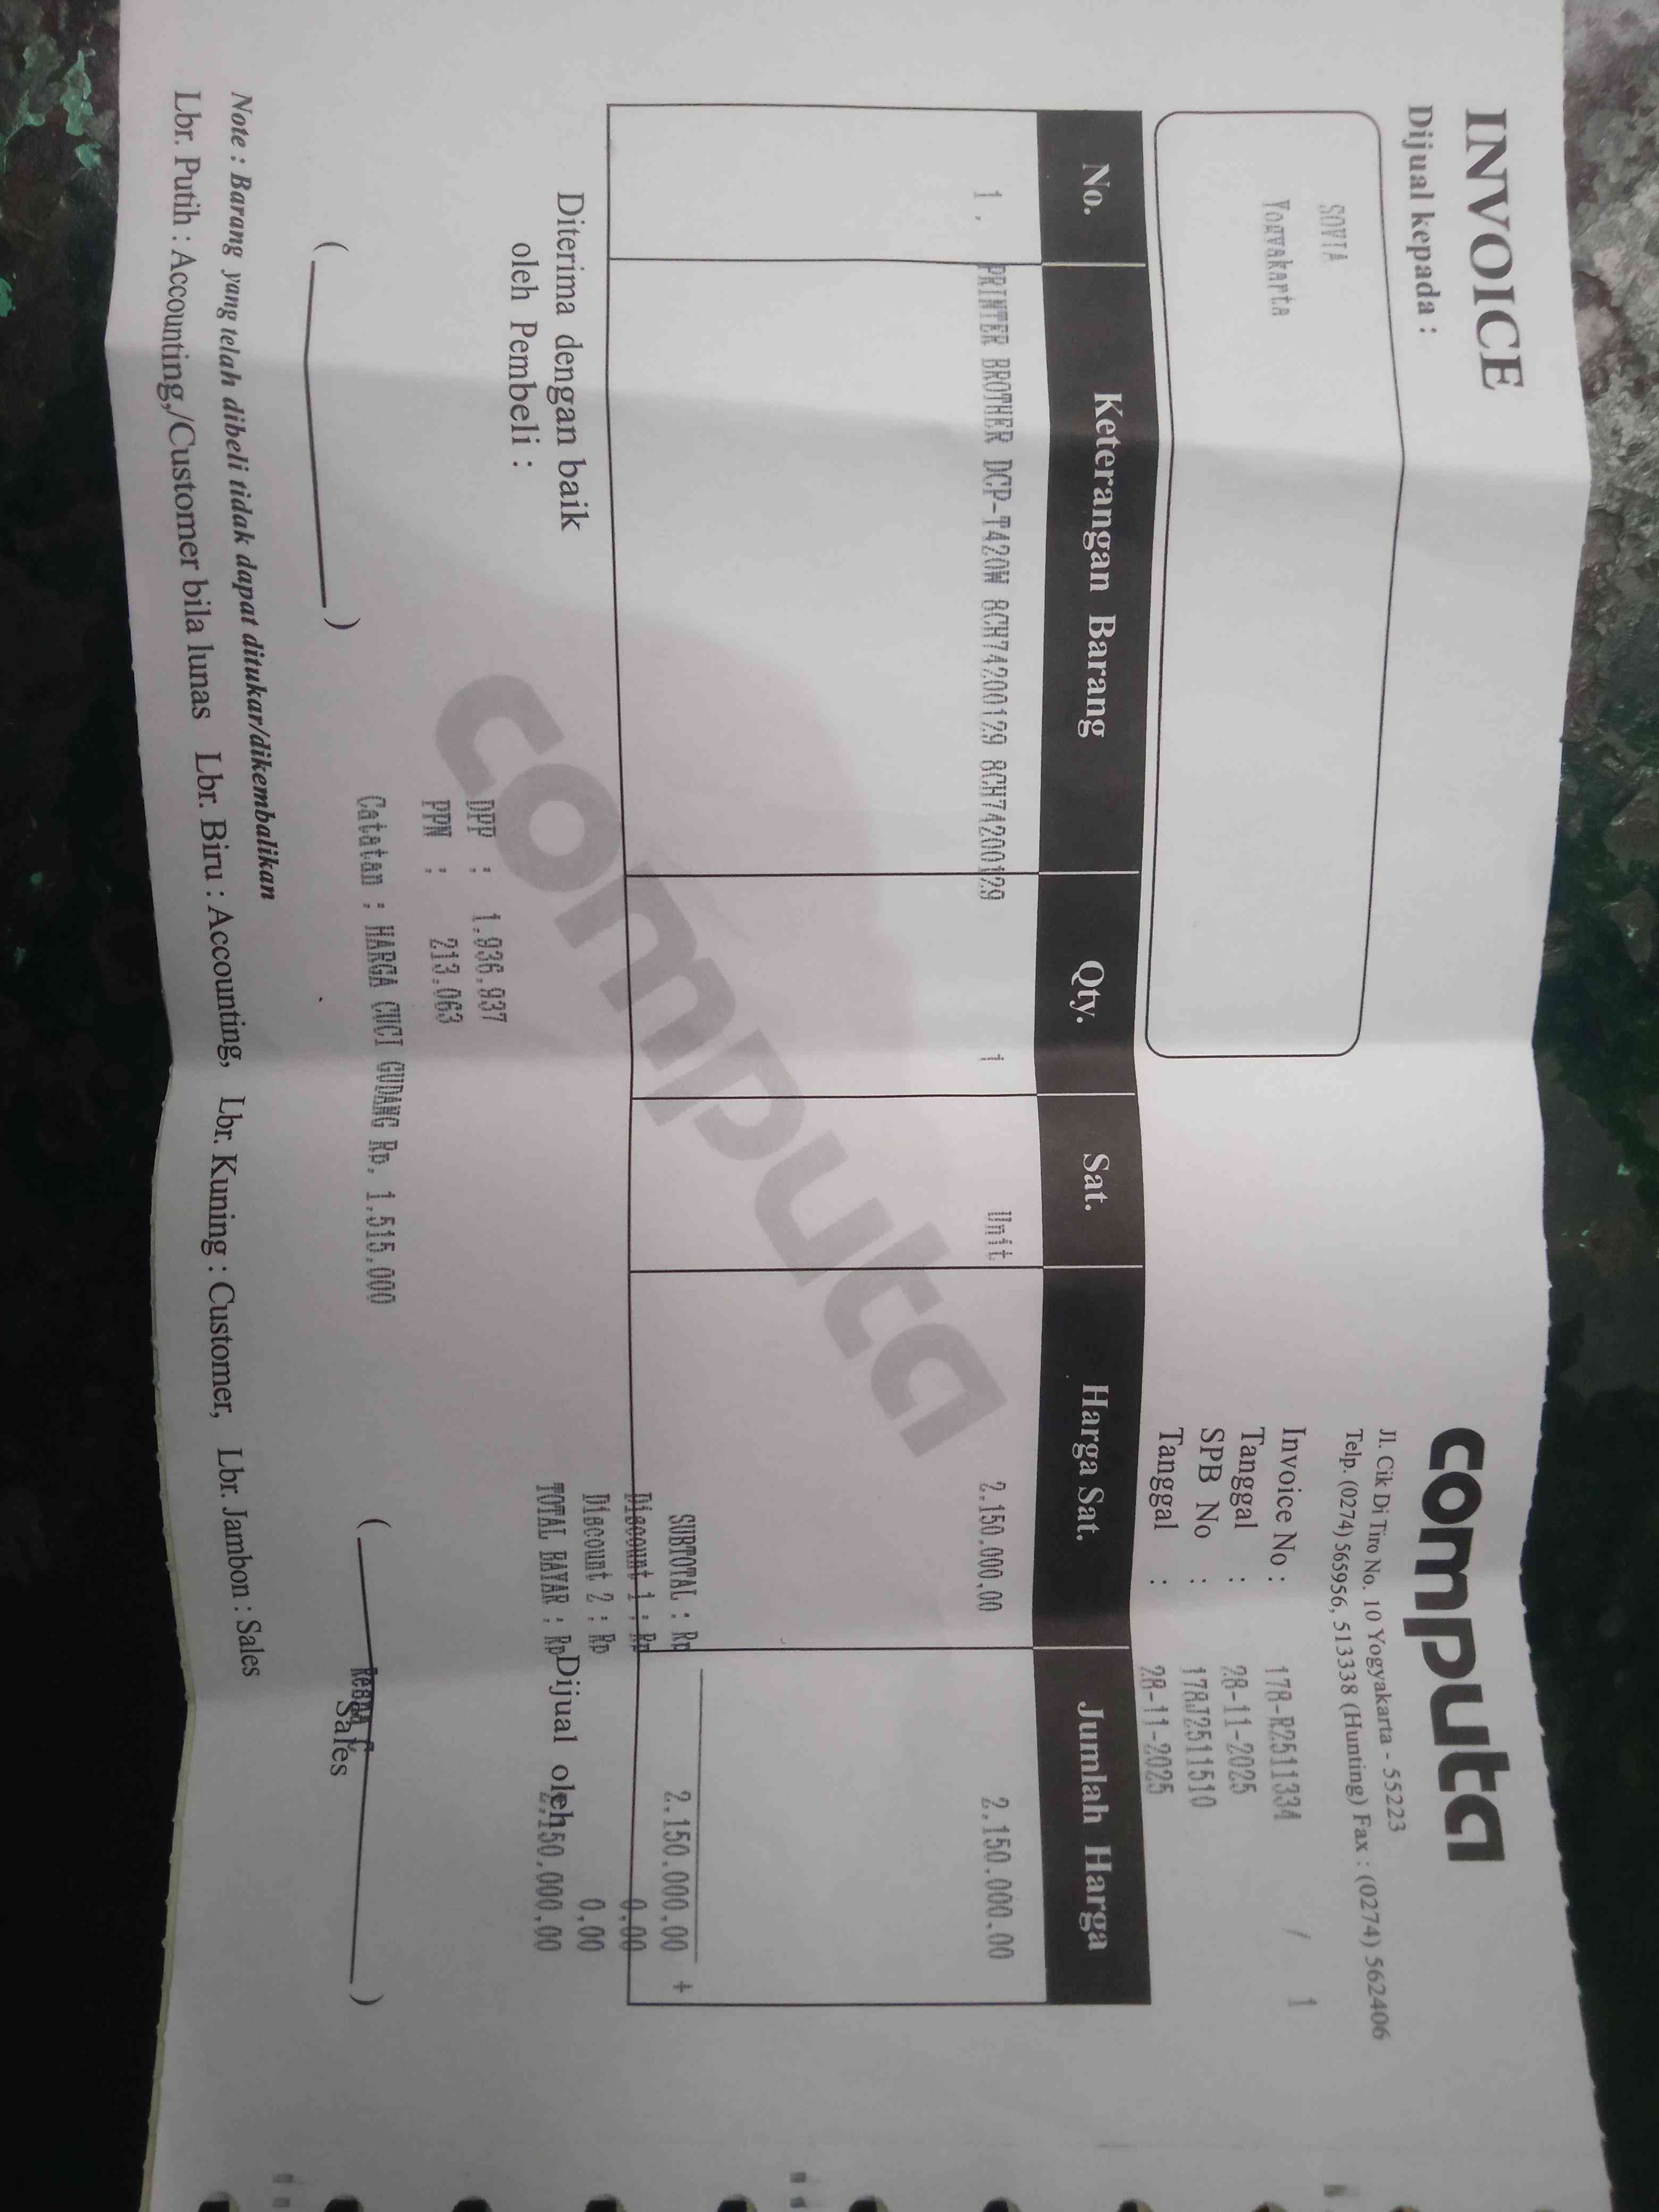 INVOICE
Dijual kepada :
SOVIA
Yogyakarta
computa
Jl. Cik Di Tiro No. 10 Yogyakarta - 55223
Telp. (0274) 565956, 513338 (Hunting) Fax : (0274) 562406
Invoice No : 178-R2511334 / 1
Tanggal : 28-11-2025
SPB No : 178J2511510
Tanggal : 28-11-2025
No. Keterangan Barang Qty. Sat. Harga Sat. Jumlah Harga
1 . PRINTER BROTHER DCP-T420W 8CH74200129 8CH74200129 1 Unit 2.150.000,00 2.150.000,00
computa
SUBTOTAL : Rp 2.150.000,00 +
Discount 1 : Rp 0,00
Discount 2 : Rp 0,00
TOTAL BAYAR : Rp 2.150.000,00
Diterima dengan baik
oleh Pembeli :
Dijual oleh
DPP : 1.936.937
PPN : 213.063
Catatan : HARGA CUCI GUDANG Rp. 1.515.000
( )
( )
Sales
Note : Barang yang telah dibeli tidak dapat ditukar/dikembalikan
Lbr. Putih : Accounting,/Customer bila lunas Lbr. Biru : Accounting, Lbr. Kuning : Customer, Lbr. Jambon : Sales